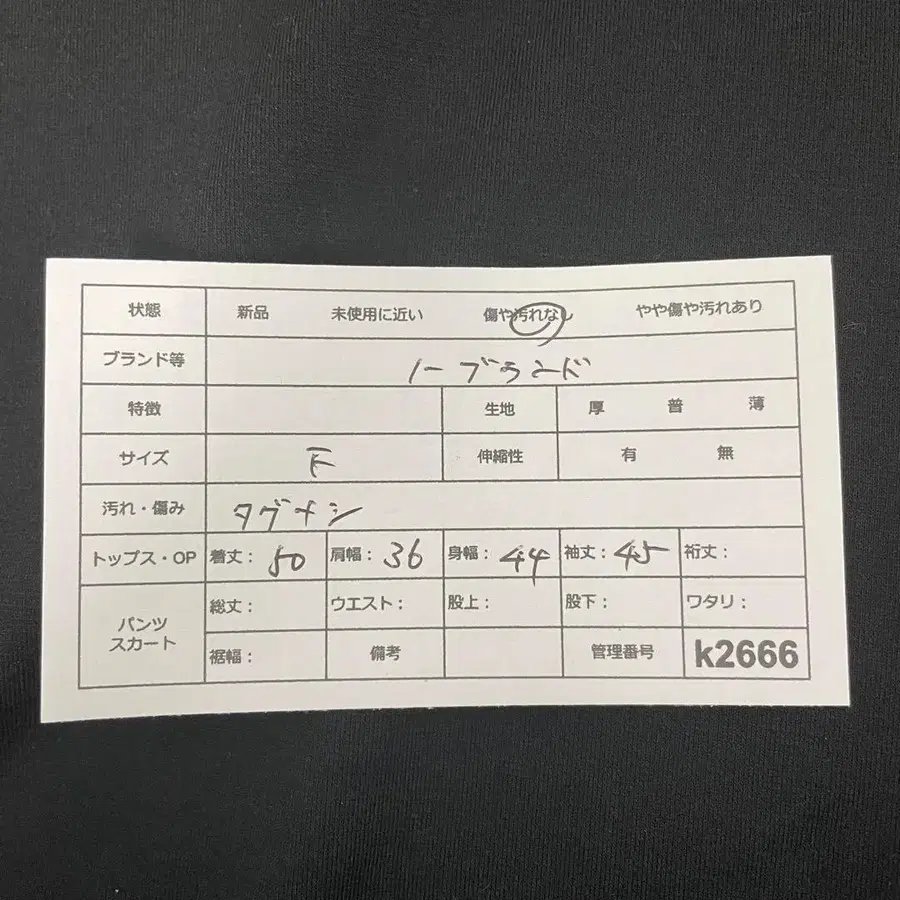 状態 新品 未使用に近い 傷や汚れなし やや傷や汚れあり
ブランド等 ノーブランド
特徴 生地 厚 普 薄
サイズ F 伸縮性 有 無
汚れ・傷み タグナシ
トップス・OP 着丈: 50 肩幅: 36 身幅: 44 袖丈: 45 裄丈:
パンツ スカート 総丈: ウエスト: 股上: 股下: ワタリ:
裾幅: 備考 管理番号 k2666